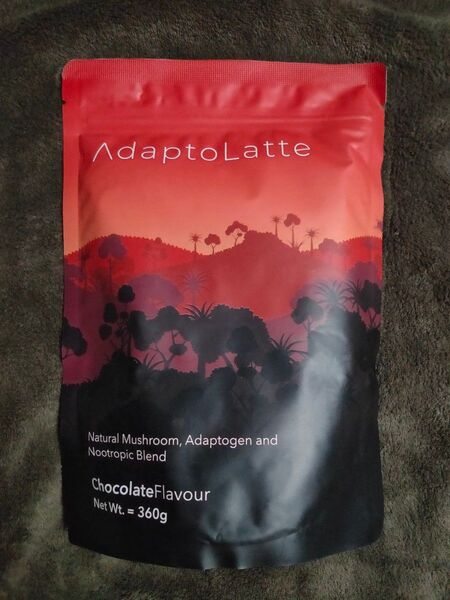 AdaptoLatte
Natural Mushroom, Adaptogen and
Nootropic Blend
ChocolateFlavour
Net Wt. = 360g